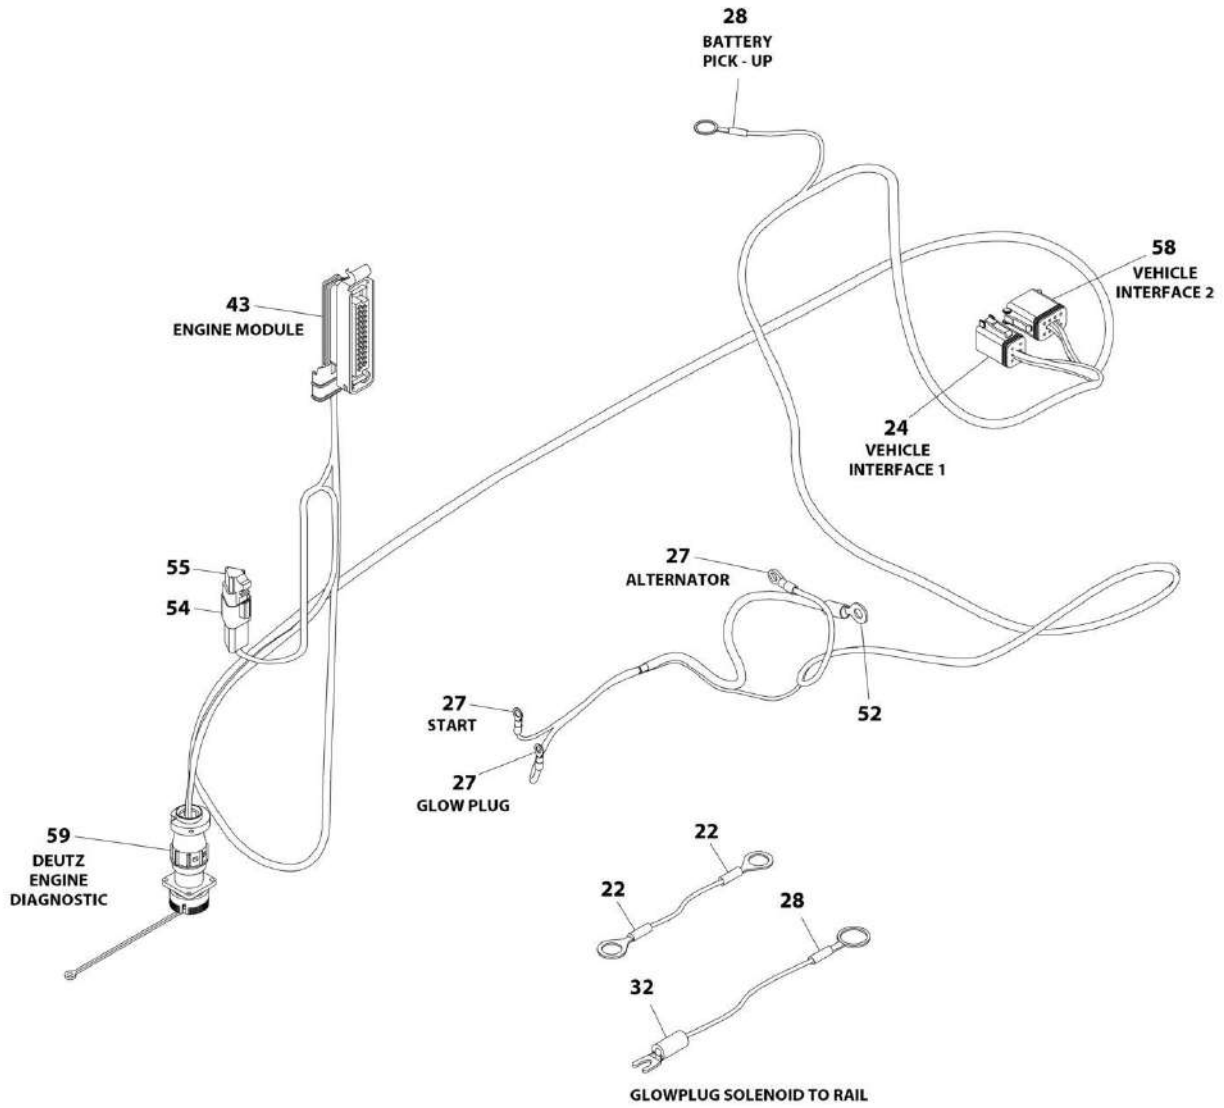 28
BATTERY
PICK - UP
58
VEHICLE
INTERFACE 2
43
ENGINE MODULE
24
VEHICLE
INTERFACE 1
55
54
27
ALTERNATOR
52
27
START
27
GLOW PLUG
59
DEUTZ
ENGINE
DIAGNOSTIC
22
22
28
32
GLOWPLUG SOLENOID TO RAIL